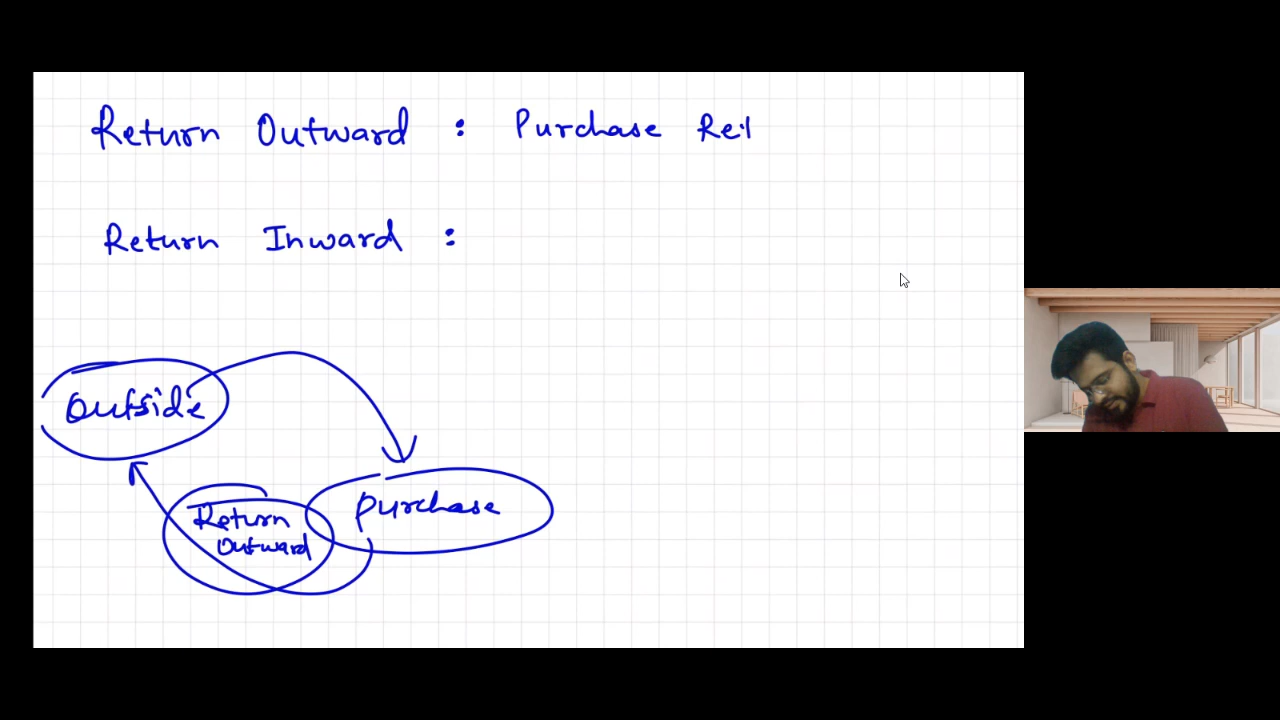 Return Outward : Purchase Ret
Return Inward :
Outside
Purchase
Return
Outward